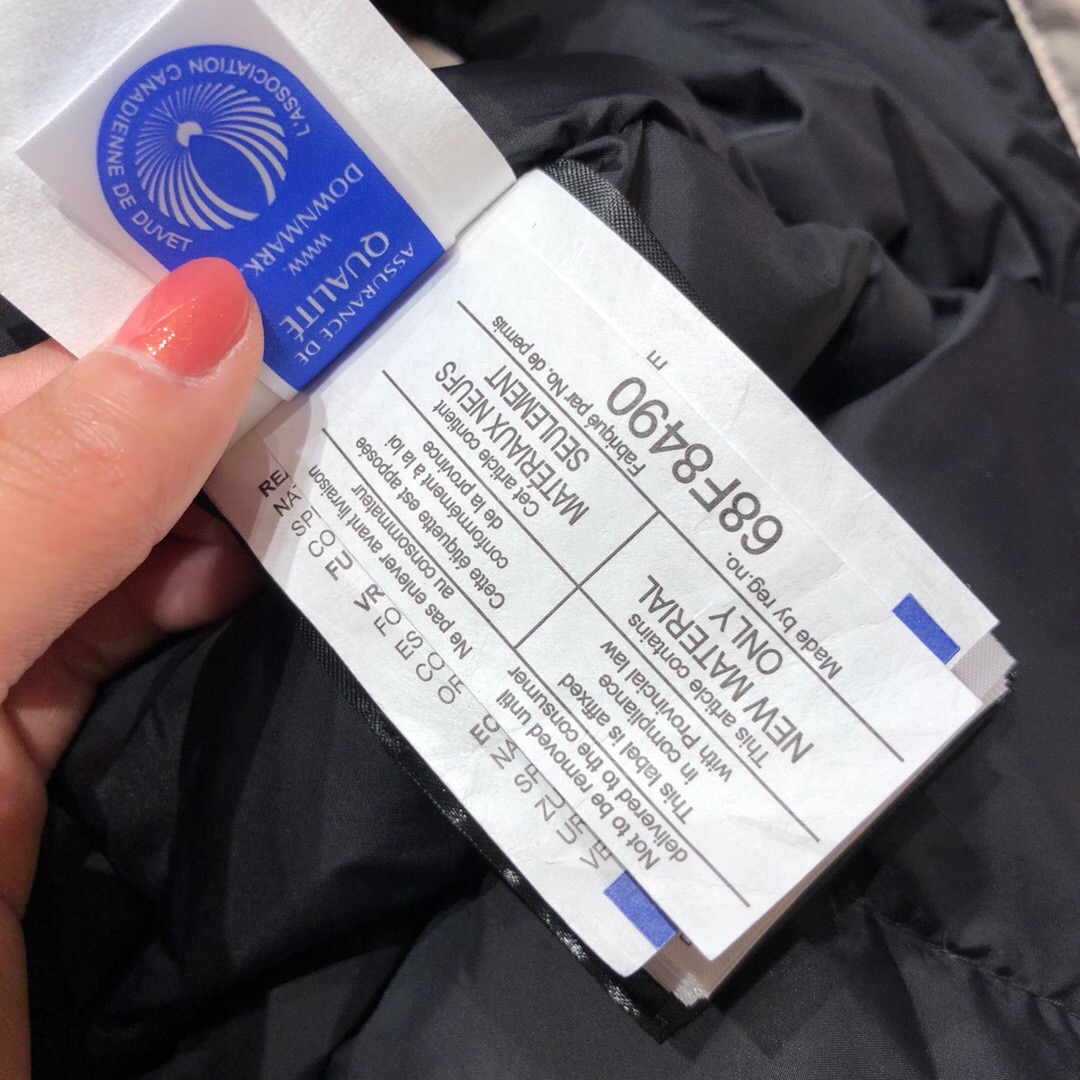 L'ASSOCIATION CANADIENNE DE DUVET
DOWNMARK
www.
ASSURANCE DE
QUALITÉ
Not to be removed until
delivered to the consumer
This label is affixed
in compliance
with Provincial law
This article contains
NEW MATERIAL
ONLY
Made by reg.no.
68F8490
Ne pas enlever avant livraison
au consommateur
Cette étiquette est apposée
conformément à la loi
de la province
Cet article contient
MATERIAUX NEUFS
SEULEMENT
Fabriqué par No. de permis
E